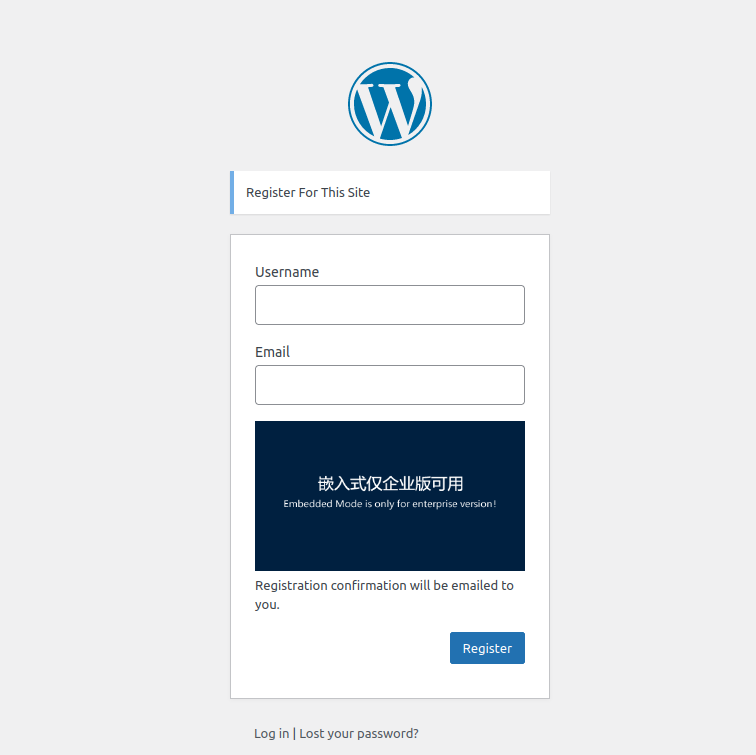 Register For This Site
Username
Email
嵌入式仅企业版可用
Embedded Mode is only for enterprise version!
Registration confirmation will be emailed to
you.
Register
Log in | Lost your password?